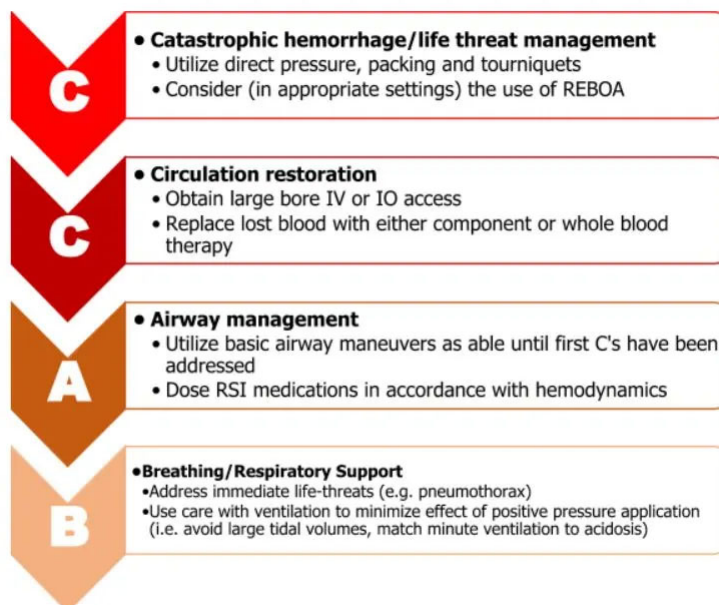 C
• Catastrophic hemorrhage/life threat management
• Utilize direct pressure, packing and tourniquets
• Consider (in appropriate settings) the use of REBOA
C
• Circulation restoration
• Obtain large bore IV or IO access
• Replace lost blood with either component or whole blood
therapy
A
• Airway management
• Utilize basic airway maneuvers as able until first C's have been
addressed
• Dose RSI medications in accordance with hemodynamics
B
•Breathing/Respiratory Support
•Address immediate life-threats (e.g. pneumothorax)
•Use care with ventilation to minimize effect of positive pressure application
(i.e. avoid large tidal volumes, match minute ventilation to acidosis)